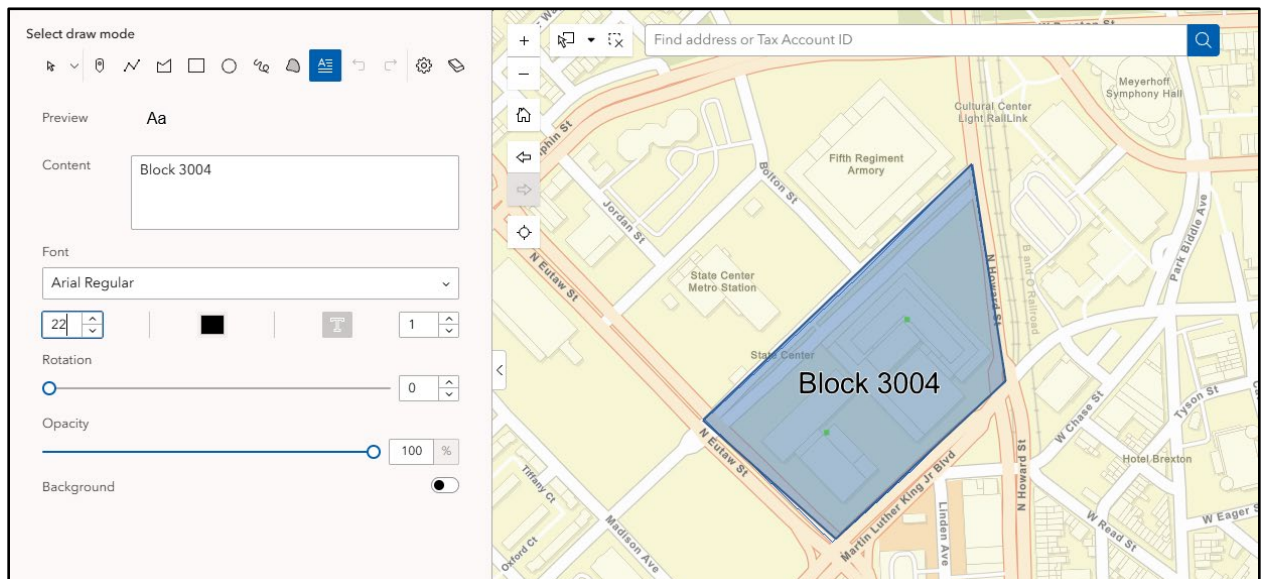 Select draw mode
Preview
Aa
Content
Block 3004
Font
Arial Regular
22
1
Rotation
0
Opacity
100 %
Background
Find address or Tax Account ID
Meyerhoff
Symphony Hall
Cultural Center
Light RailLink
Fifth Regiment
Armory
Bolton St
Jordan St
N Eutaw St
State Center
Metro Station
N Howard St
B and O Railroad
Park Biddle Ave
State Center
Block 3004
N Eutaw St
Martin Luther King Jr Blvd
N Howard St
W Chase St
Tyson St
Hotel Brexton
Tiffany Ct
Madison Ave
Oxford Ct
Linden Ave
W Read St
W Eager S